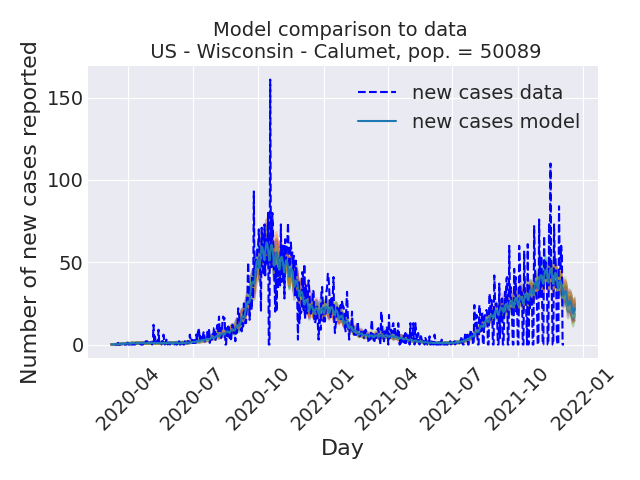 Model comparison to data
US - Wisconsin - Calumet, pop. = 50089
Number of new cases reported
150
100
50
0
new cases data
new cases model
2020-04
2020-07
2020-10
2021-01
2021-04
2021-07
2021-10
2022-01
Day